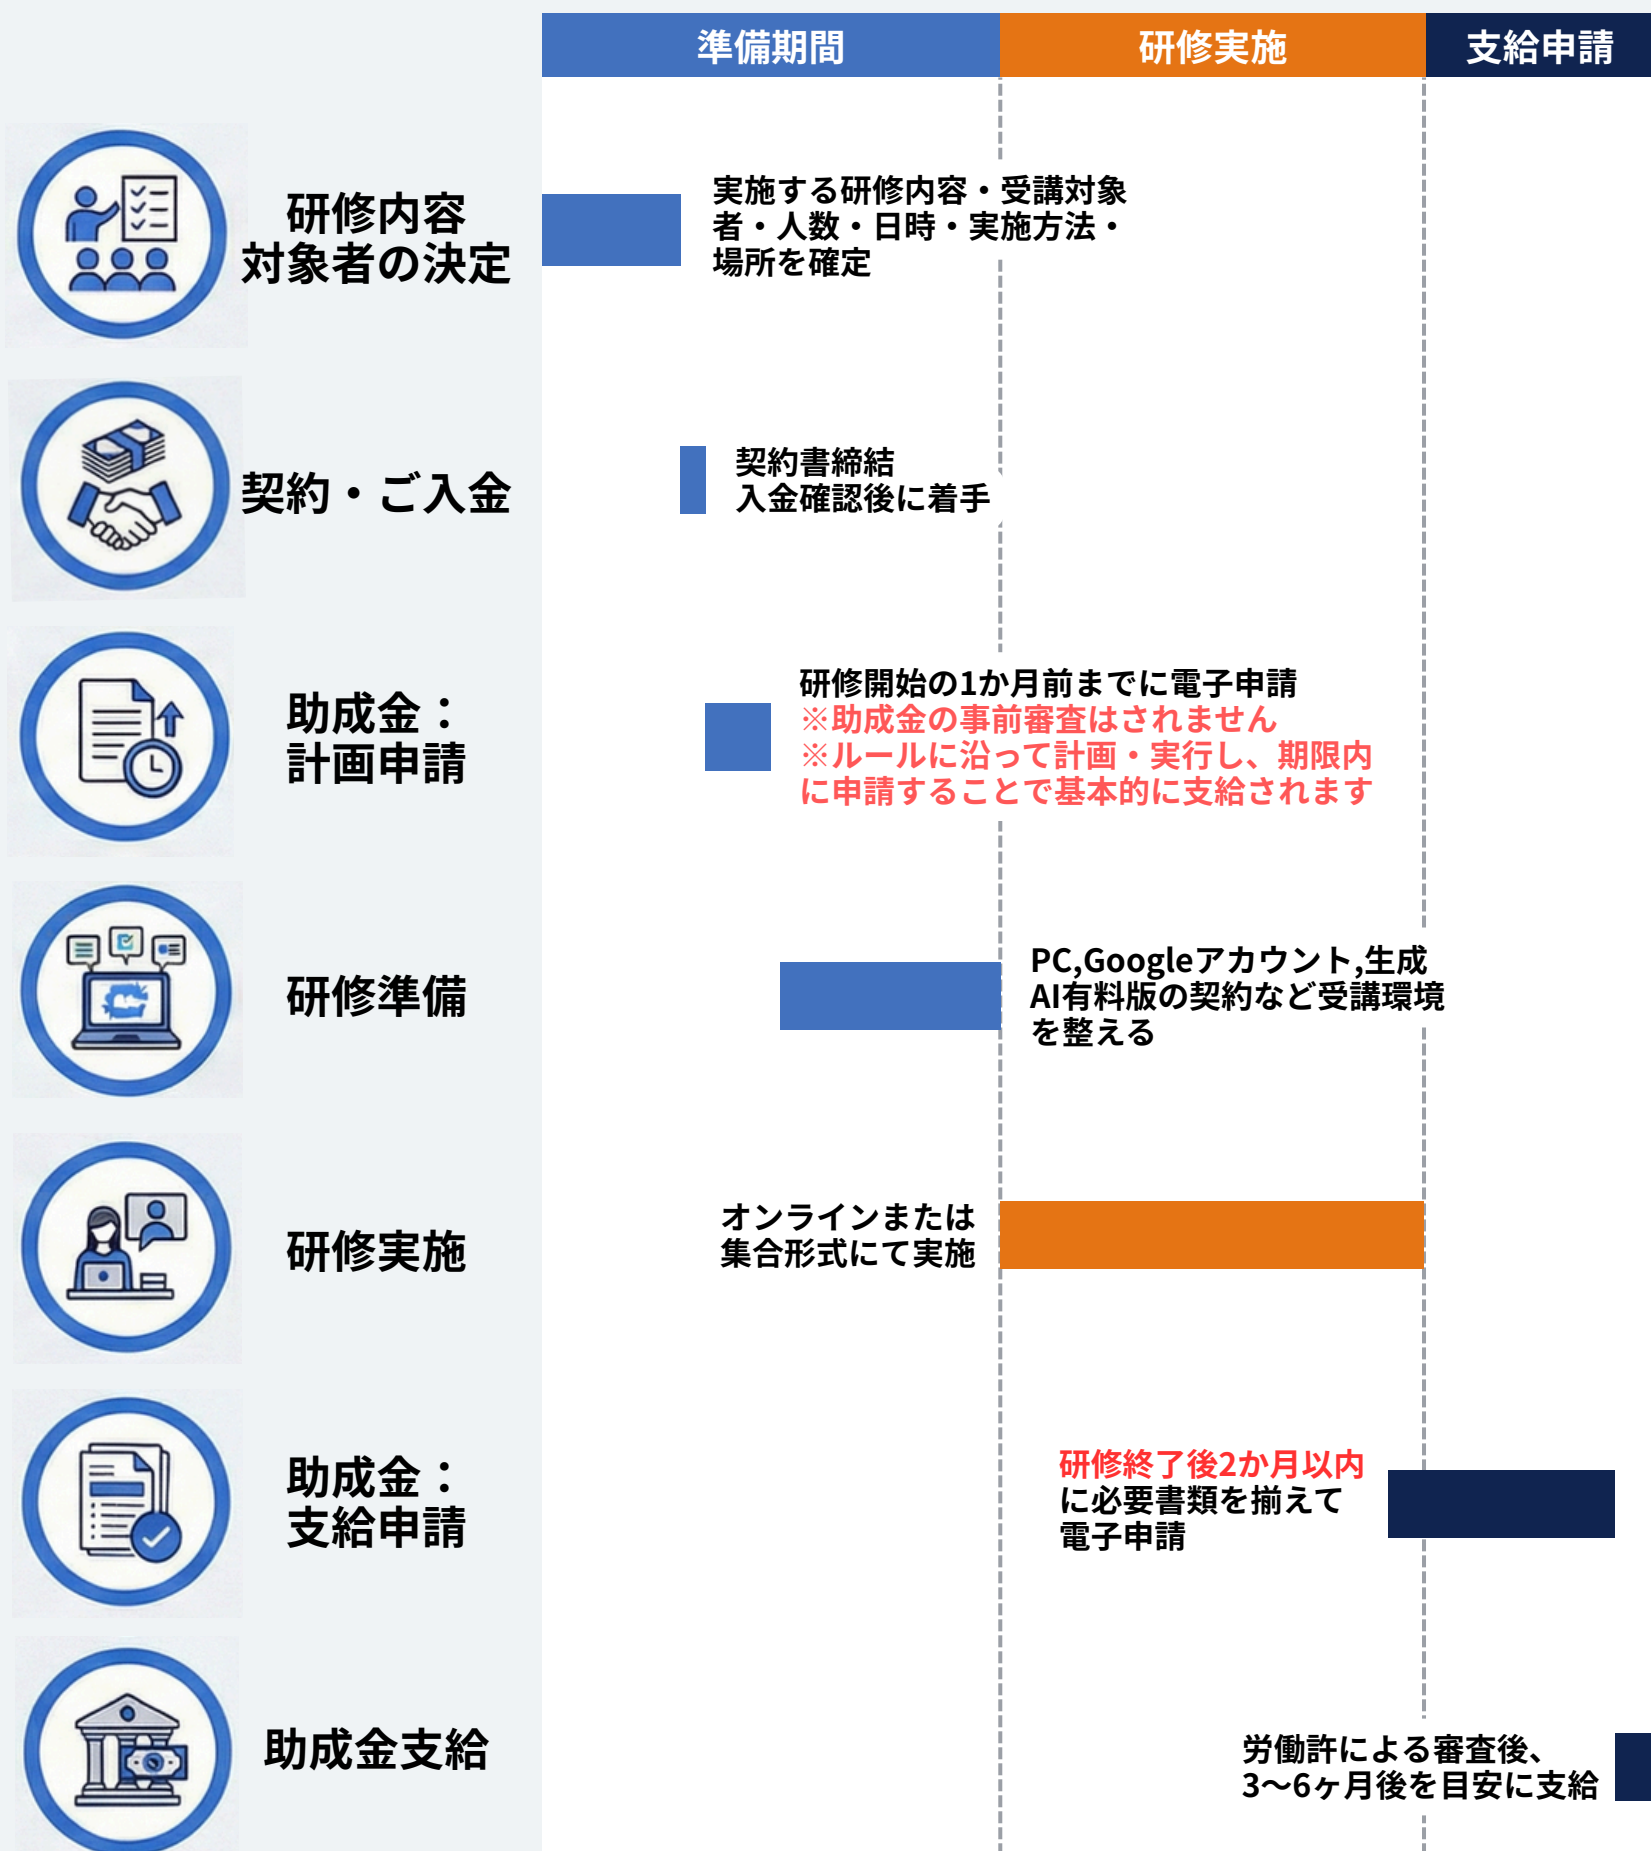 準備期間
研修実施
支給申請
研修内容
対象者の決定
実施する研修内容・受講対象
者・人数・日時・実施方法・
場所を確定
契約・ご入金
契約書締結
入金確認後に着手
助成金：
計画申請
研修開始の1か月前までに電子申請
※助成金の事前審査はされません
※ルールに沿って計画・実行し、期限内
に申請することで基本的に支給されます
研修準備
PC,Googleアカウント,生成
AI有料版の契約など受講環境
を整える
研修実施
オンラインまたは
集合形式にて実施
助成金：
支給申請
研修終了後2か月以内
に必要書類を揃えて
電子申請
助成金支給
労働許による審査後、
3〜6ヶ月後を目安に支給